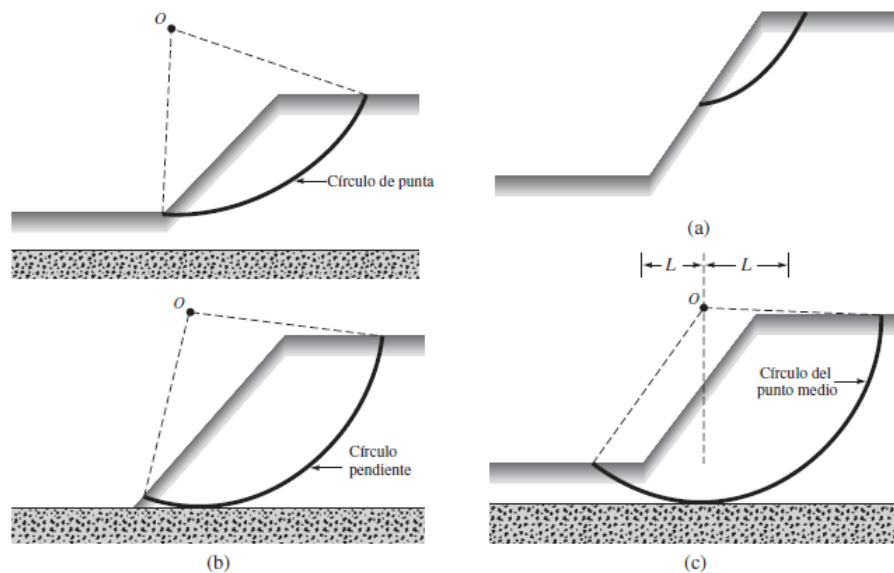 O
Círculo de punta
(a)
O
Círculo
pendiente
(b)
L
L
O
Círculo del
punto medio
(c)